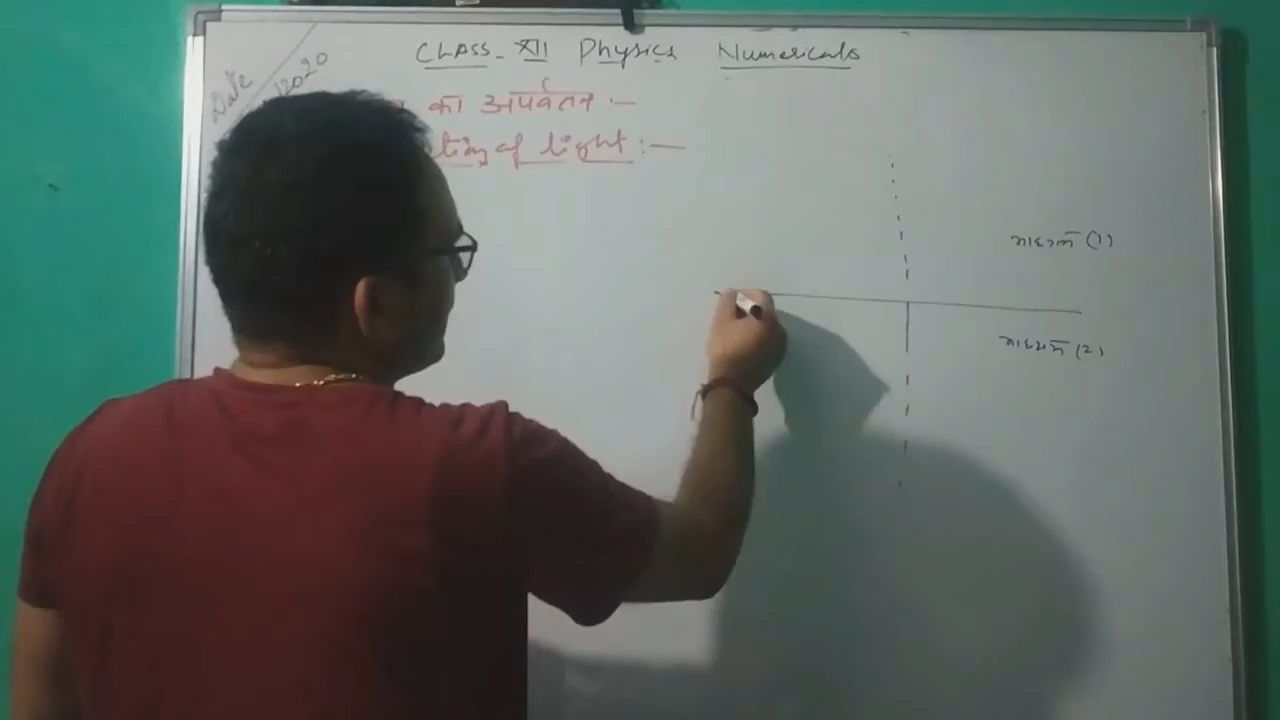 Date
2020
CLASS-XII Physics Numericals
का अपवर्तन :-
of light :-
माध्यम (1)
माध्यम (2)